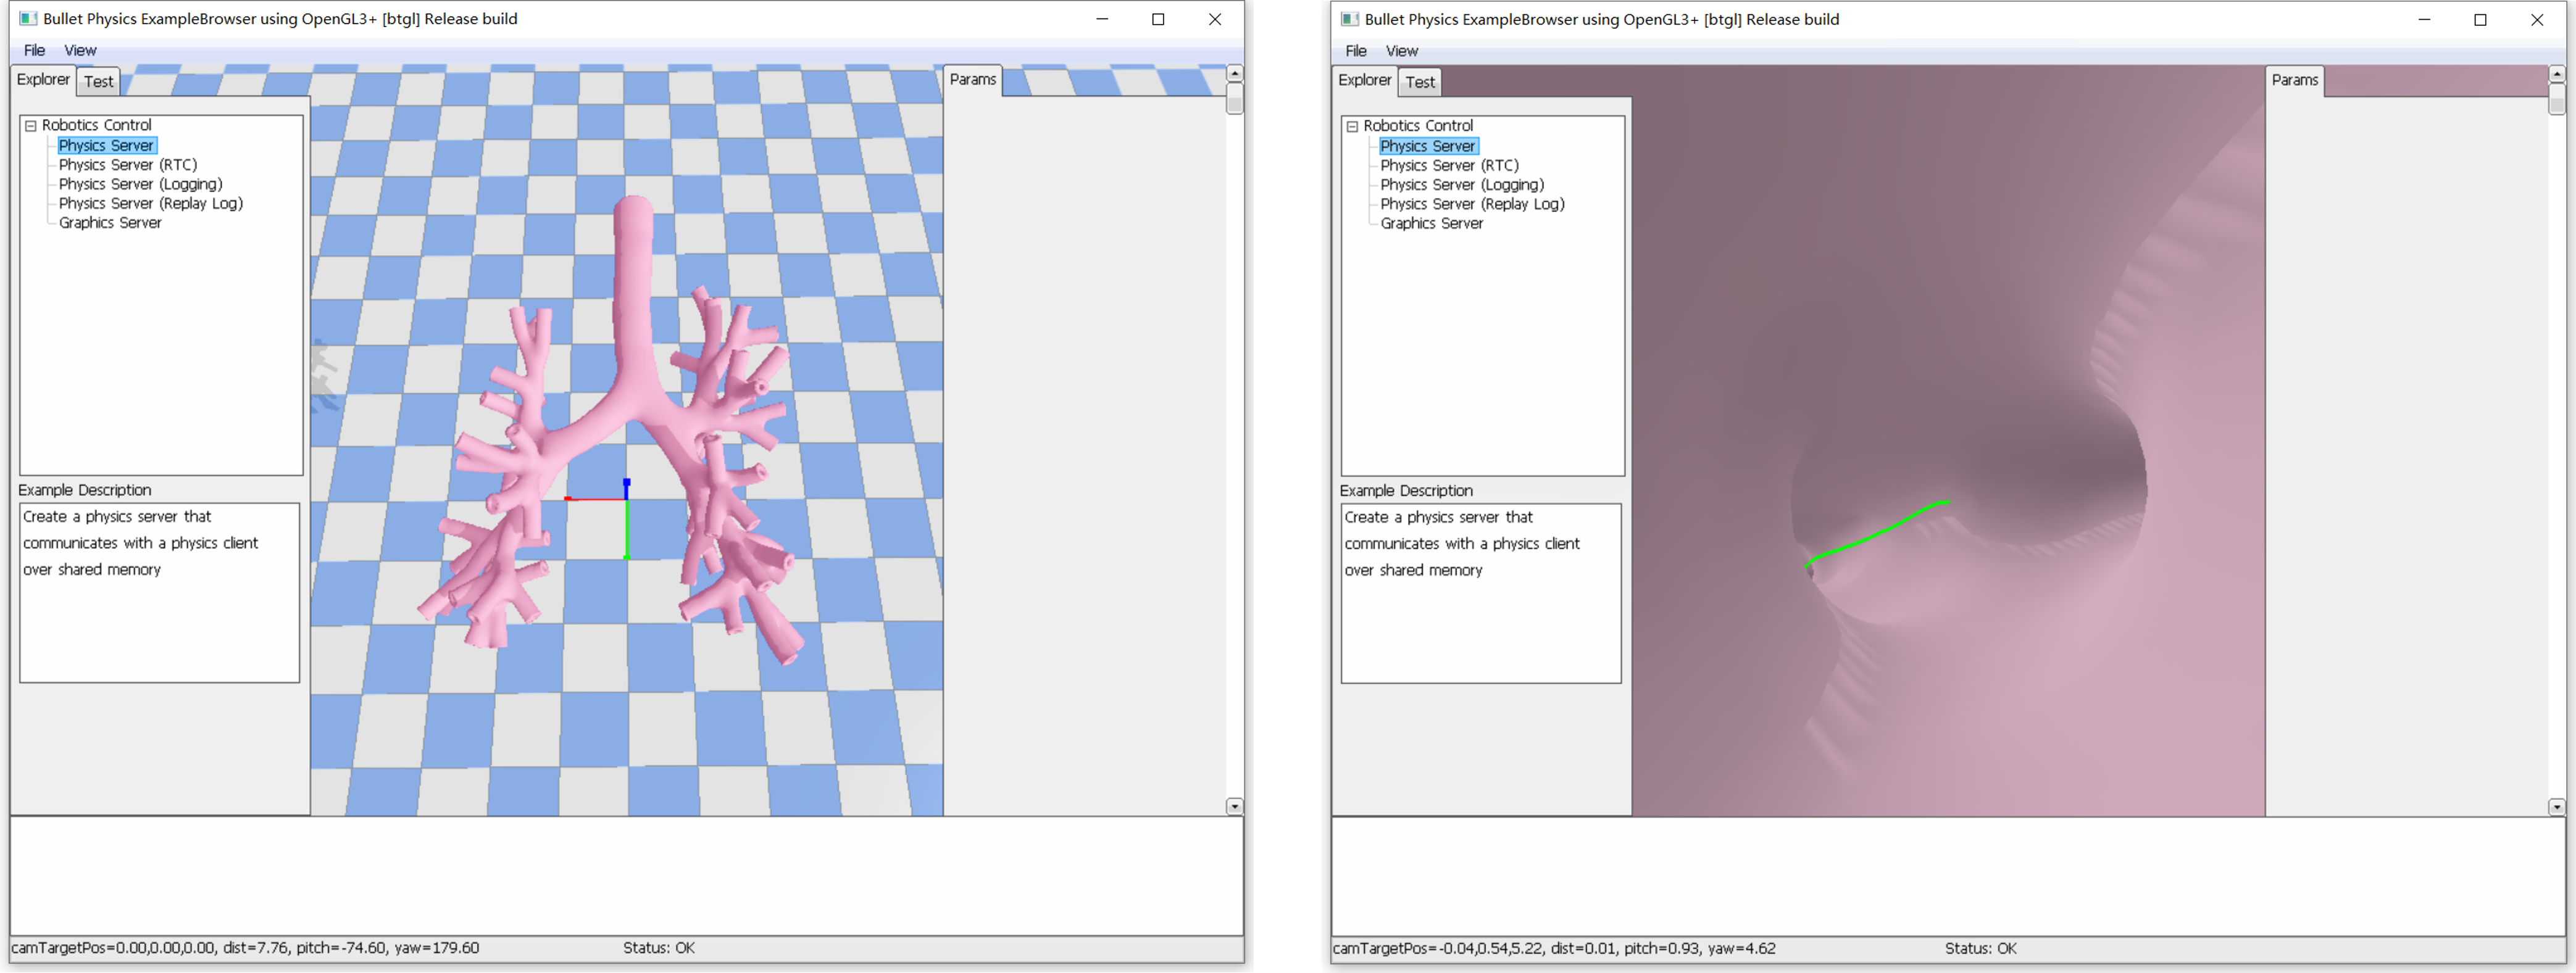 Bullet Physics ExampleBrowser using OpenGL3+ [btgl] Release build
File View
Explorer Test
Params
Robotics Control
Physics Server
Physics Server (RTC)
Physics Server (Logging)
Physics Server (Replay Log)
Graphics Server
Example Description
Create a physics server that
communicates with a physics client
over shared memory
camTargetPos=0.00,0.00,0.00, dist=7.76, pitch=-74.60, yaw=179.60 Status: OK
Bullet Physics ExampleBrowser using OpenGL3+ [btgl] Release build
File View
Explorer Test
Params
Robotics Control
Physics Server
Physics Server (RTC)
Physics Server (Logging)
Physics Server (Replay Log)
Graphics Server
Example Description
Create a physics server that
communicates with a physics client
over shared memory
camTargetPos=-0.04,0.54,5.22, dist=0.01, pitch=0.93, yaw=4.62 Status: OK